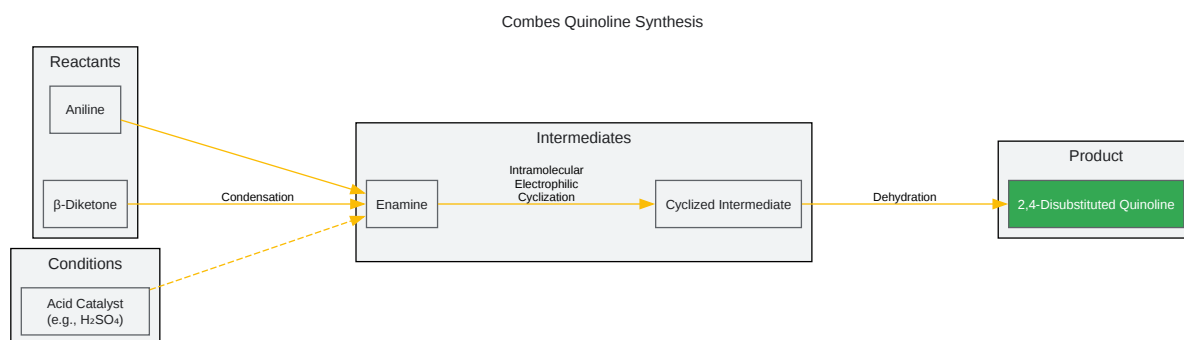 Combes Quinoline Synthesis
Reactants
Aniline
β-Diketone
Conditions
Acid Catalyst
(e.g., H₂SO₄)
Condensation
Intermediates
Enamine
Intramolecular
Electrophilic
Cyclization
Cyclized Intermediate
Dehydration
Product
2,4-Disubstituted Quinoline